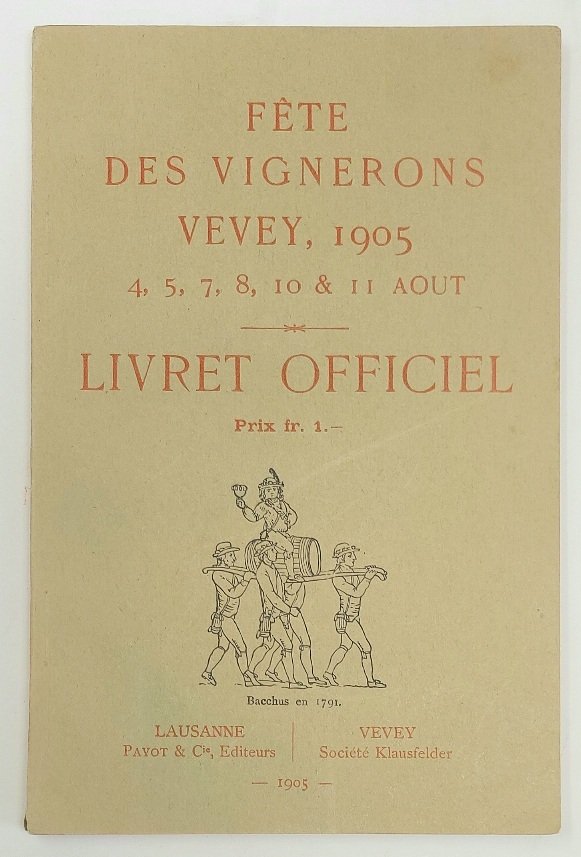 FÊTE
DES VIGNERONS
VEVEY, 1905
4, 5, 7, 8, 10 & 11 AOUT
LIVRET OFFICIEL
Prix fr. 1.—
Bacchus en 1791.
LAUSANNE
PAYOT & Cie, Editeurs
VEVEY
Société Klausfelder
— 1905 —